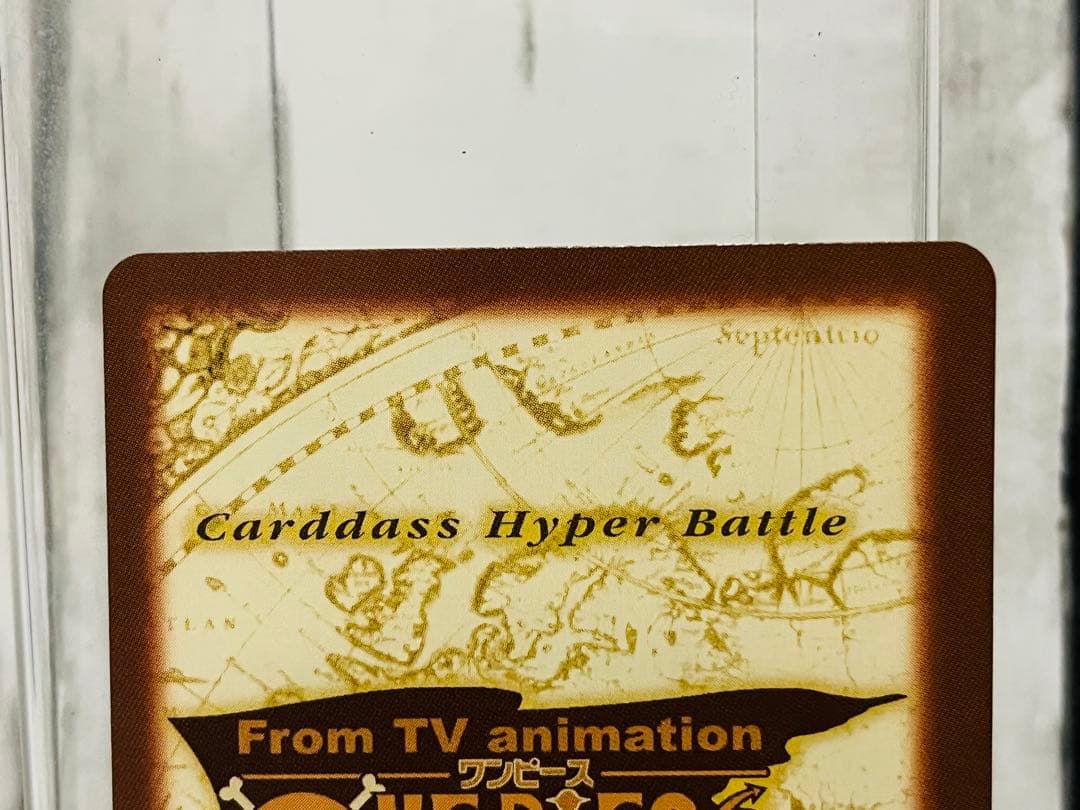 Septentrio
Carddass Hyper Battle
From TV animation
ワンピース